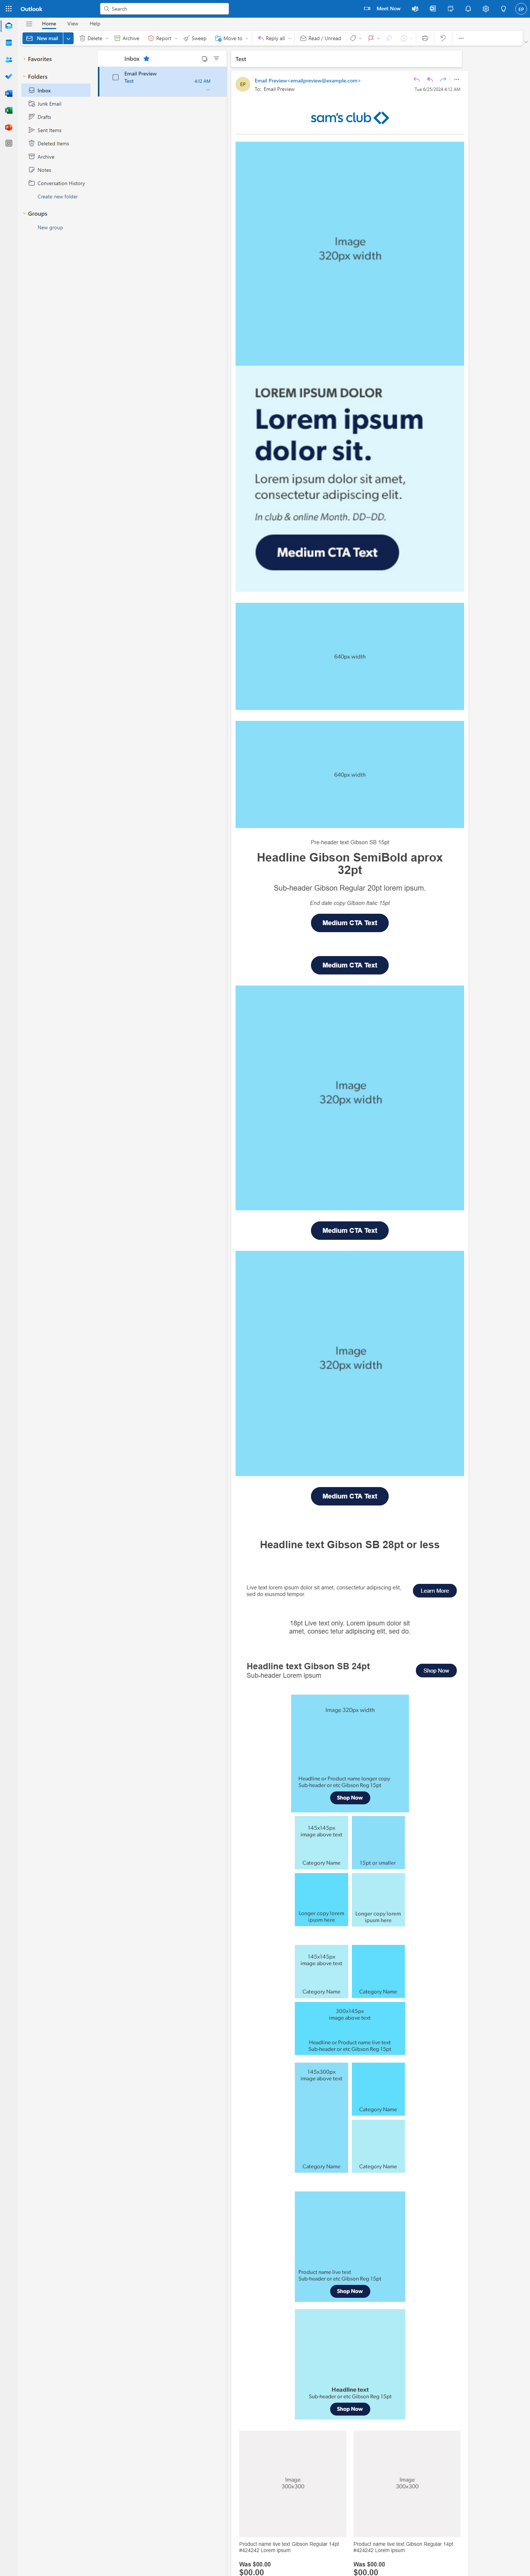 Outlook
Search
Meet Now
EP
Home
View
Help
New mail
Delete
Archive
Report
Sweep
Move to
Reply all
Read / Unread
Favorites
Folders
Inbox
Junk Email
Drafts
Sent Items
Deleted Items
Archive
Notes
Conversation History
Create new folder
Groups
New group
Inbox
Email Preview
Test
4:12 AM
...
Test
EP
Email Preview<emailpreview@example.com>
To: Email Preview
Tue 6/25/2024 4:12 AM
sam's club
Image
320px width
LOREM IPSUM DOLOR
Lorem ipsum
dolor sit.
Lorem ipsum dolor sit amet,
consectetur adipiscing elit.
In club & online Month. DD–DD.
Medium CTA Text
640px width
640px width
Pre-header text Gibson SB 15pt
Headline Gibson SemiBold aprox
32pt
Sub-header Gibson Regular 20pt lorem ipsum.
End date copy Gibson Italic 15pt
Medium CTA Text
Medium CTA Text
Image
320px width
Medium CTA Text
Image
320px width
Medium CTA Text
Headline text Gibson SB 28pt or less
Live text lorem ipsum dolor sit amet, consectetur adipiscing elit,
sed do eiusmod tempor.
Learn More
18pt Live text only. Lorem ipsum dolor sit
amet, consec tetur adipiscing elit, sed do.
Headline text Gibson SB 24pt
Sub-header Lorem ipsum
Shop Now
Image 320px width
Headline or Product name longer copy
Sub-header or etc Gibson Reg 15pt
Shop Now
145x145px
image above text
Category Name
15pt or smaller
Longer copy lorem
ipusm here
Longer copy lorem
ipusm here
145x145px
image above text
Category Name
Category Name
300x145px
image above text
Headline or Product name live text
Sub-header or etc Gibson Reg 15pt
145x300px
image above text
Category Name
Category Name
Category Name
Product name live text
Sub-header or etc Gibson Reg 15pt
Shop Now
Headline text
Sub-header or etc Gibson Reg 15pt
Shop Now
Image
300x300
Image
300x300
Product name live text Gibson Regular 14pt
#424242 Lorem ipsum
Product name live text Gibson Regular 14pt
#424242 Lorem ipsum
Was $00.00
$00.00
Was $00.00
$00.00